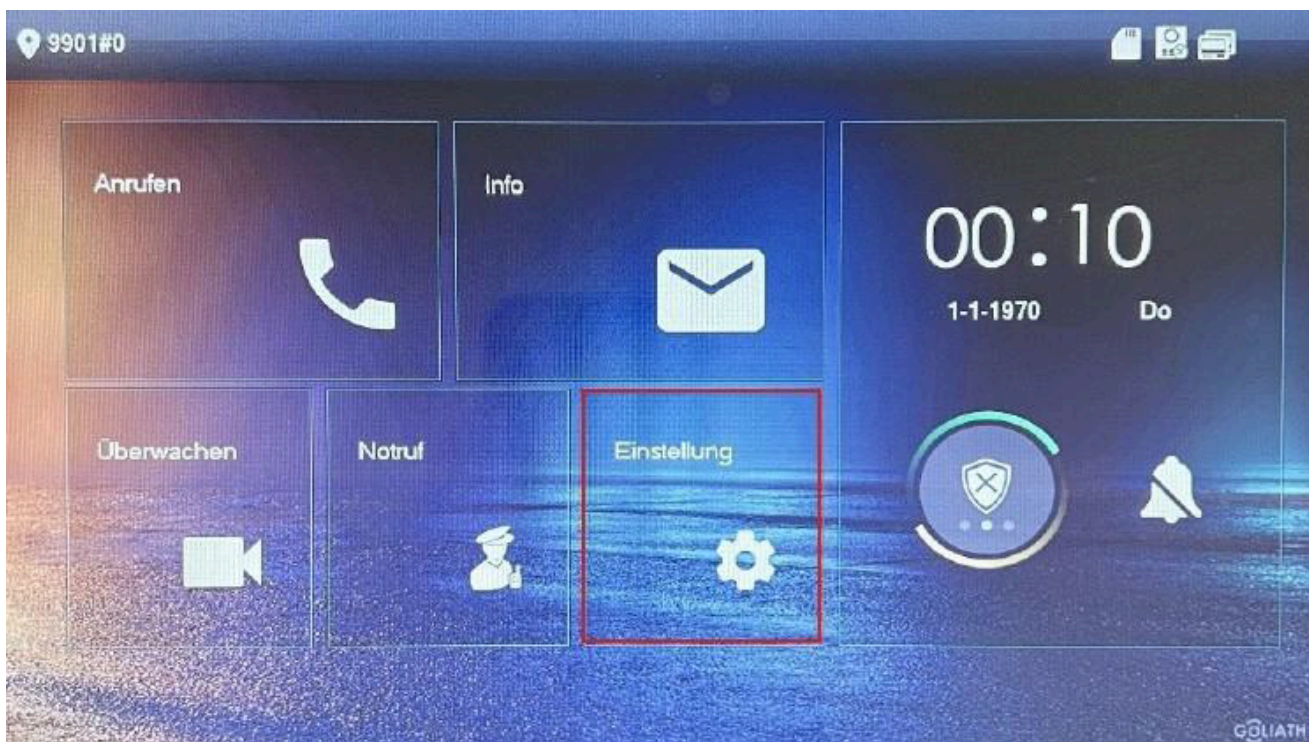 9901#0
Anrufen
Info
00:10
1-1-1970 Do
Überwachen
Notruf
Einstellung
GOLIATH